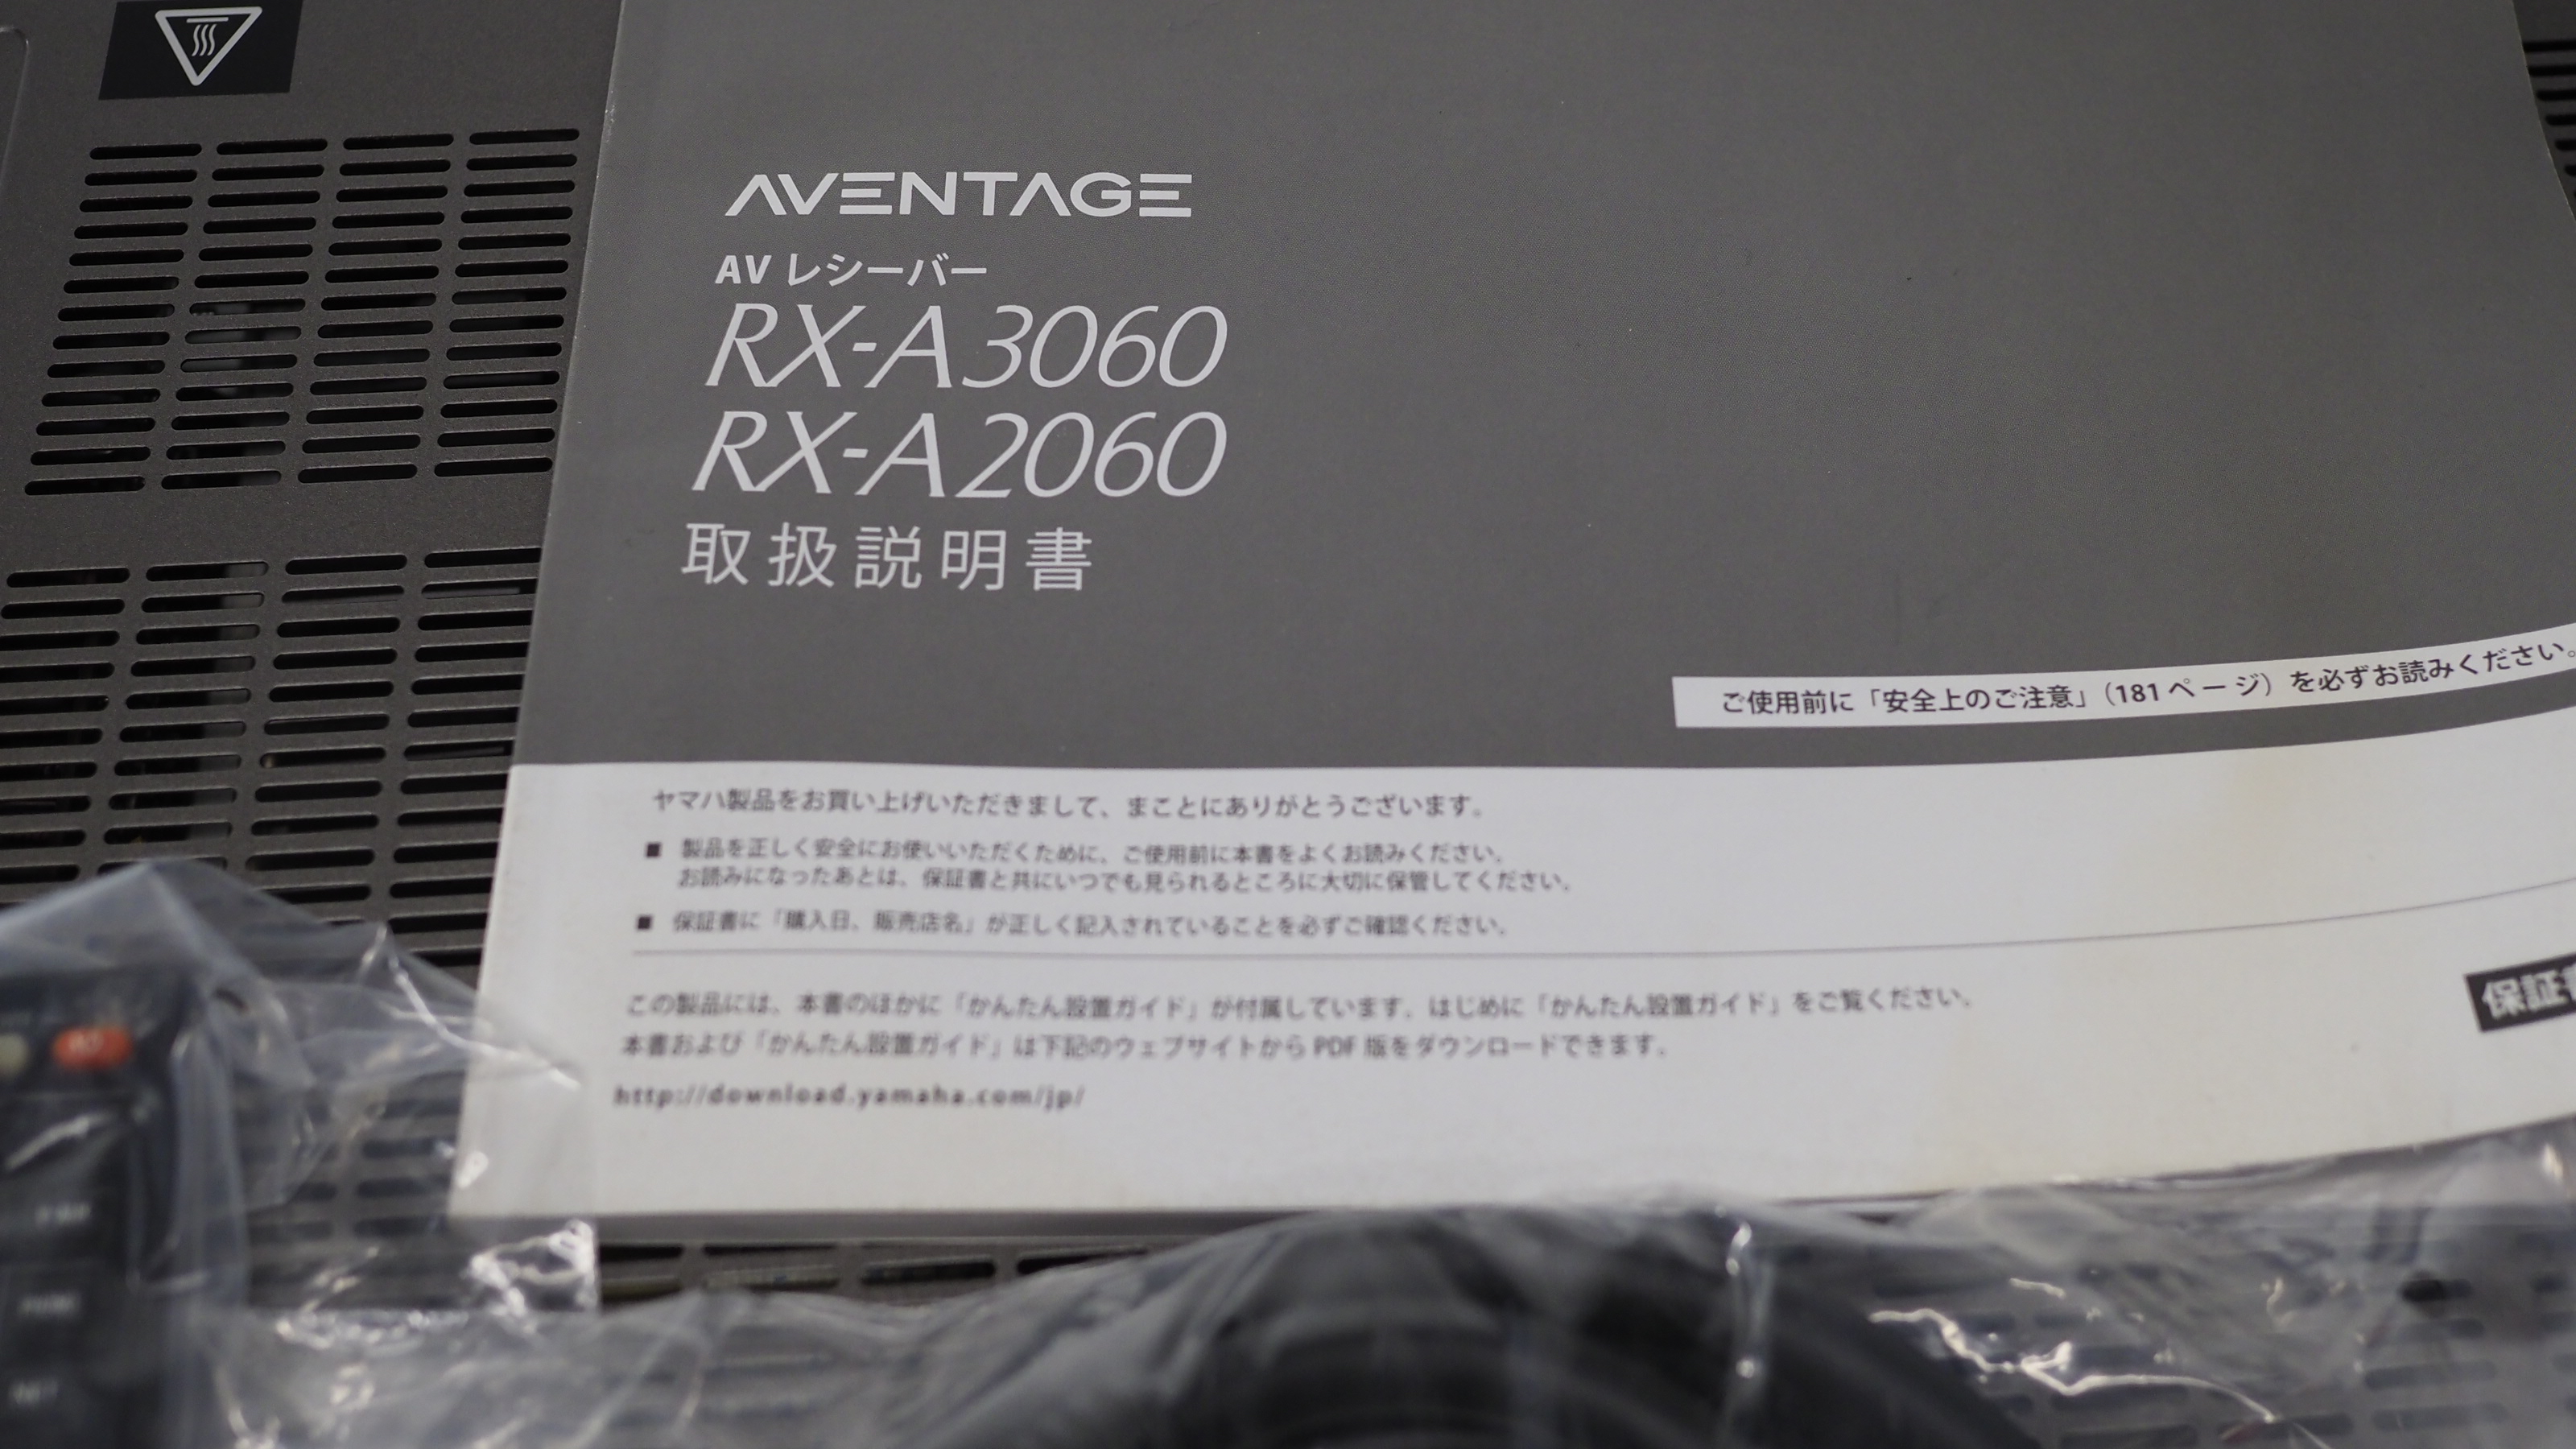 AVENTAGE
AV レシーバー
RX-A3060
RX-A2060
取扱説明書
ご使用前に「安全上のご注意」（181 ページ）を必ずお読みください。
ヤマハ製品をお買い上げいただきまして、まことにありがとうございます。
■ 製品を正しく安全にお使いいただくために、ご使用前に本書をよくお読みください。
お読みになったあとは、保証書と共にいつでも見られるところに大切に保管してください。
■ 保証書に「購入日、販売店名」が正しく記入されていることを必ずご確認ください。
この製品には、本書のほかに「かんたん設置ガイド」が付属しています。はじめに「かんたん設置ガイド」をご覧ください。
本書および「かんたん設置ガイド」は下記のウェブサイトから PDF 版をダウンロードできます。
http://download.yamaha.com/jp/
保証
NET